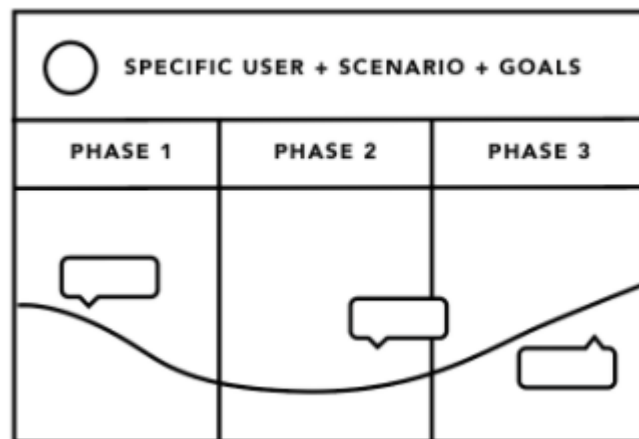 SPECIFIC USER + SCENARIO + GOALS
PHASE 1
PHASE 2
PHASE 3